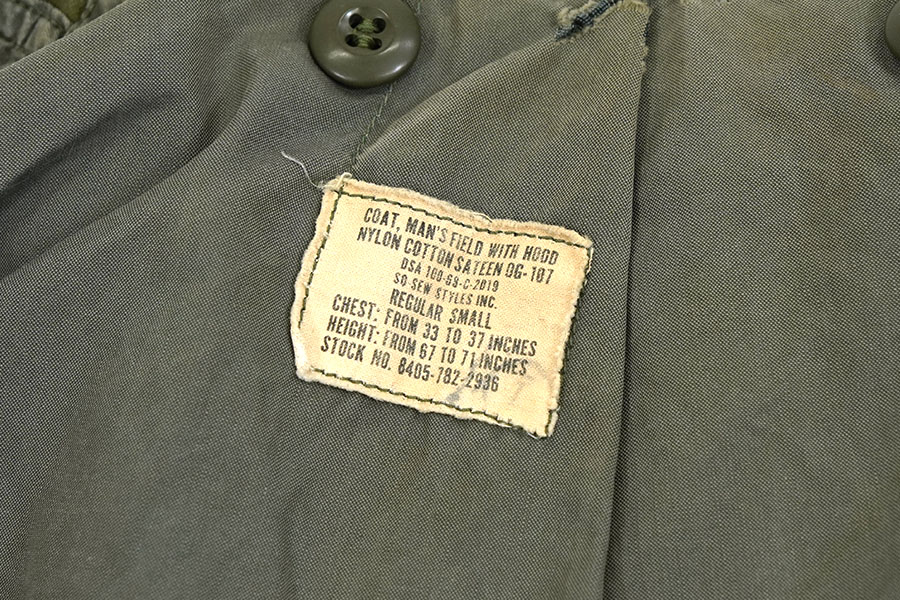 COAT, MAN'S FIELD WITH HOOD
NYLON COTTON SATEEN OG-107
DSA 100-69-C-2019
SO-SEW STYLES INC.
REGULAR SMALL
CHEST: FROM 33 TO 37 INCHES
HEIGHT: FROM 67 TO 71 INCHES
STOCK NO. 8405-782-2936